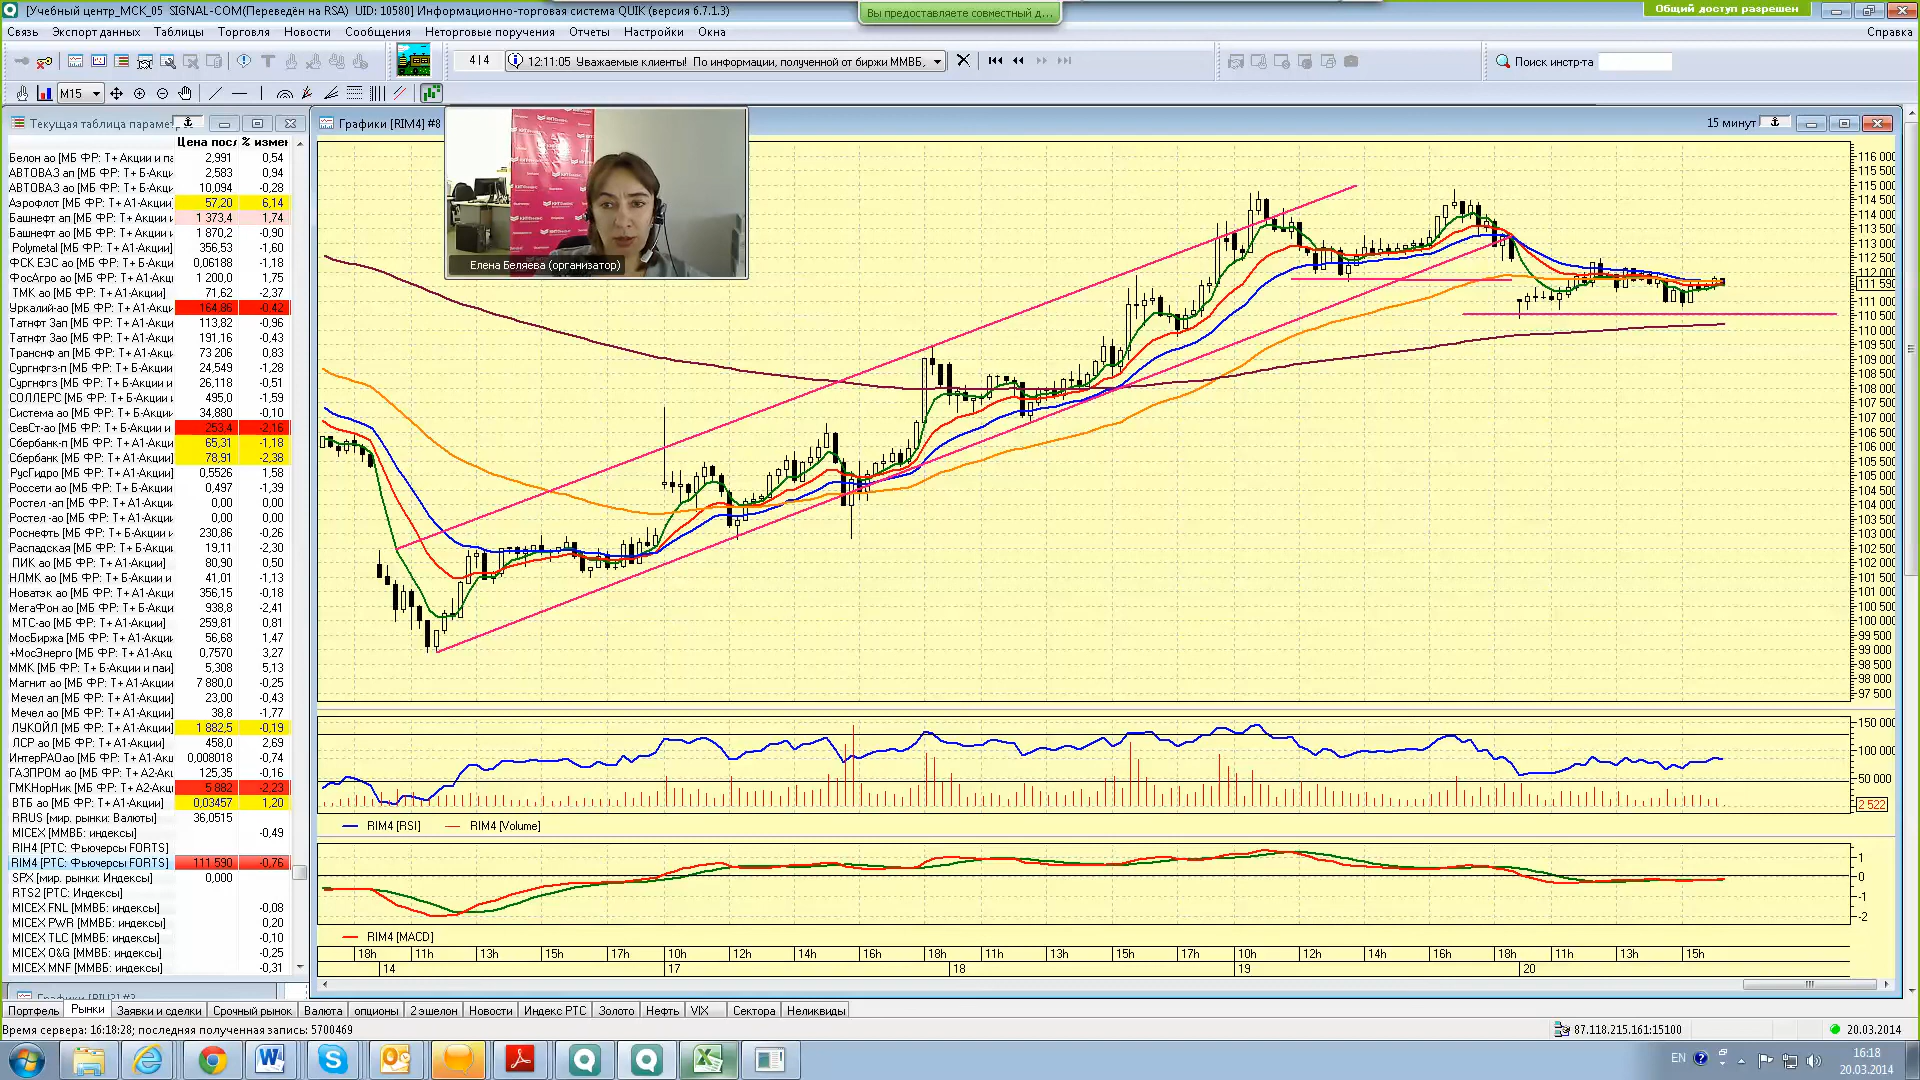 [Учебный центр_МСК_05 SIGNAL-COM(Переведён на RSA) UID: 10580] Информационно-торговая система QUIK (версия 6.7.1.3)
Вы предоставляете совместный д...
Общий доступ разрешен
Связь Экспорт данных Таблицы Торговля Новости Сообщения Неторговые поручения Отчеты Настройки Окна
Справка
4|4
12:11:05 Уважаемые клиенты! По информации, полученной от биржи ММВБ,
Поиск инстр-та
M15
Текущая таблица параме
Графики [RIM4] #8
15 минут
Цена посл % измен
Белон ао [МБ ФР: Т+ Акции и па 2,991 0,54
АВТОВАЗ ап [МБ ФР: Т+ Б-Акци 2,583 0,94
АВТОВАЗ ао [МБ ФР: Т+ Б-Акци 10,094 -0,28
Аэрофлот [МБ ФР: Т+ А1-Акции] 57,20 6,14
Башнефт ап [МБ ФР: Т+ Акции и 1 373,4 1,74
Башнефт ао [МБ ФР: Т+ Акции и 1 870,2 -0,90
Polymetal [МБ ФР: Т+ А1-Акции] 356,53 -1,60
ФСК ЕЭС ао [МБ ФР: Т+ А1-Акци 0,06188 -1,18
ФосАгро ао [МБ ФР: Т+ А1-Акци 1 200,0 1,75
ТМК ао [МБ ФР: Т+ А1-Акции] 71,62 -2,37
Уркалий-ао [МБ ФР: Т+ А1-Акци 164,86 -0,42
Татнфт 3ап [МБ ФР: Т+ А1-Акци 113,82 -0,96
Татнфт 3ао [МБ ФР: Т+ А1-Акци 191,16 -0,43
Транснф ап [МБ ФР: Т+ А1-Акци 73 206 0,83
Сургнфгз-п [МБ ФР: Т+ А1-Акци 24,549 -1,28
Сургнфгз [МБ ФР: Т+ А1-Акции] 26,118 -0,51
СОЛЛЕРС [МБ ФР: Т+ А1-Акции] 495,0 -1,59
Система ао [МБ ФР: Т+ А1-Акци 34,880 -0,10
СевСт-ао [МБ ФР: Т+ Б-Акции и 253,4 -2,16
Сбербанк-п [МБ ФР: Т+ А1-Акци 65,31 -1,18
Сбербанк [МБ ФР: Т+ А1-Акции] 78,91 -2,38
РусГидро [МБ ФР: Т+ А1-Акции] 0,5526 1,58
Россети ао [МБ ФР: Т+ А1-Акци 0,497 -1,39
Ростел -ап [МБ ФР: Т+ А1-Акци 0,00 0,00
Ростел -ао [МБ ФР: Т+ А1-Акци 0,00 0,00
Роснефть [МБ ФР: Т+ Б-Акции и 230,86 -0,26
Распадская [МБ ФР: Т+ А1-Акци 19,11 -2,30
ПИК ао [МБ ФР: Т+ А1-Акции] 80,90 0,50
НЛМК ао [МБ ФР: Т+ Б-Акции и 41,01 -1,13
Новатэк ао [МБ ФР: Т+ А1-Акци 356,15 -0,18
МегаФон ао [МБ ФР: Т+ Б-Акци 938,8 -2,41
МТС-ао [МБ ФР: Т+ А1-Акции] 259,81 0,81
МосБиржа [МБ ФР: Т+ А1-Акции 56,68 1,47
+МосЭнерго [МБ ФР: Т+ А1-Акц 0,7570 3,27
ММК [МБ ФР: Т+ Б-Акции и паи] 5,308 5,13
Магнит ао [МБ ФР: Т+ А1-Акции] 7 880,0 -0,25
Мечел ап [МБ ФР: Т+ А1-Акции] 23,00 -0,43
Мечел ао [МБ ФР: Т+ А1-Акции] 38,8 -1,77
ЛУКОЙЛ [МБ ФР: Т+ А1-Акции] 1 882,5 -0,19
ЛСР ао [МБ ФР: Т+ А1-Акции] 458,0 2,69
ИнтерРАОао [МБ ФР: Т+ А1-Акц 0,008018 -0,74
ГАЗПРОМ ао [МБ ФР: Т+ А2-Акц 125,35 -0,16
ГМКНорНик [МБ ФР: Т+ А2-Акц 5 882 -2,23
ВТБ ао [МБ ФР: Т+ А1-Акции] 0,03457 1,20
RRUS [мир. рынки: Валюты] 36,0515
MICEX [ММВБ: индексы] -0,49
RIH4 [РТС: Фьючерсы FORTS]
RIM4 [РТС: Фьючерсы FORTS] 111 590 -0,76
SPX [мир. рынки: Индексы] 0,000
RTS2 [РТС: Индексы]
MICEX FNL [ММВБ: индексы] -0,08
MICEX PWR [ММВБ: индексы] 0,20
MICEX TLC [ММВБ: индексы] -0,10
MICEX O&G [ММВБ: индексы] -0,25
MICEX MNF [ММВБ: индексы] -0,31
Елена Беляева (организатор)
116 000
115 500
115 000
114 500
114 000
113 500
113 000
112 500
112 000
111 590
111 000
110 500
110 000
109 500
109 000
108 500
108 000
107 500
107 000
106 500
106 000
105 500
105 000
104 500
104 000
103 500
103 000
102 500
102 000
101 500
101 000
100 500
100 000
99 500
99 000
98 500
98 000
97 500
150 000
100 000
50 000
2 522
RIM4 [RSI] RIM4 [Volume]
1
0
-1
-2
RIM4 [MACD]
18h 11h 13h 15h 17h 10h 12h 14h 16h 18h 11h 13h 15h 17h 10h 12h 14h 16h 18h 11h 13h 15h
14 17 18 19 20
Портфель Рынки Заявки и сделки Срочный рынок Валюта опционы 2 эшелон Новости Индекс РТС Золото Нефть VIX Сектора Неликвиды
Время сервера: 16:18:28; последняя полученная запись: 5700469
87.118.215.161:15100
20.03.2014
EN
16:18
20.03.2014